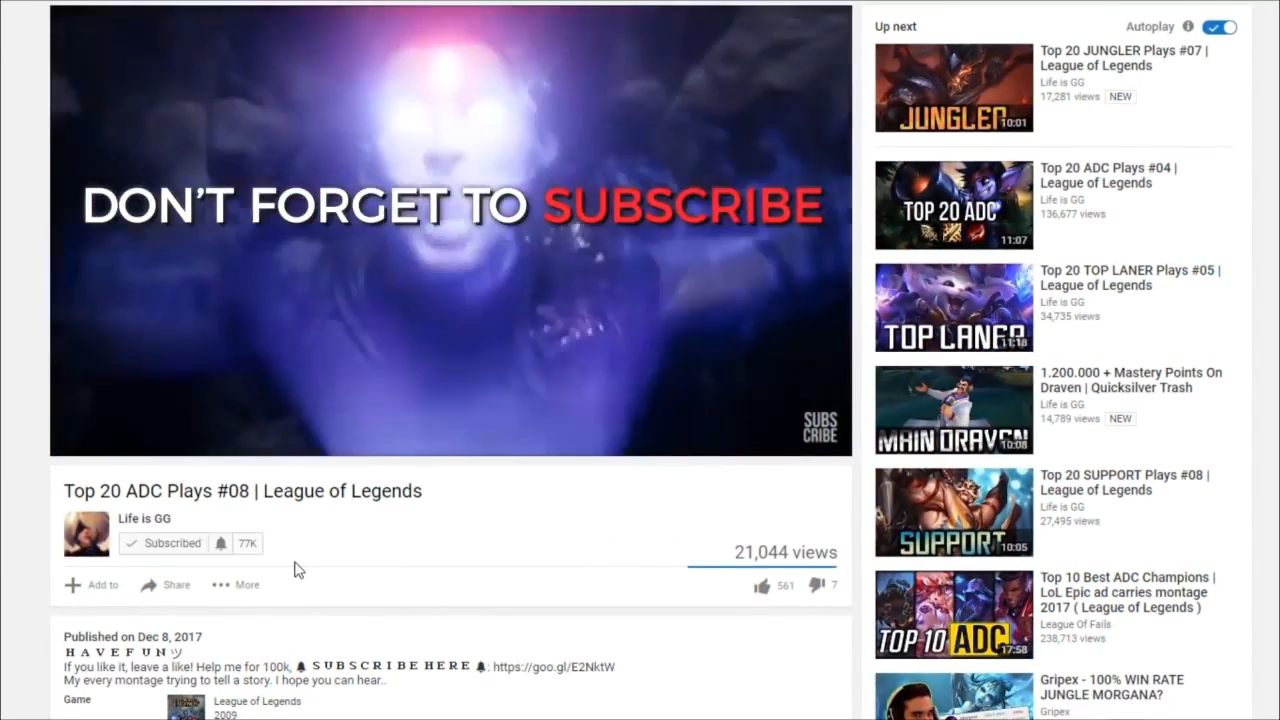 DON'T FORGET TO SUBSCRIBE
SUBS
CRIBE
Top 20 ADC Plays #08 | League of Legends
Life is GG
Subscribed 77K
21,044 views
Add to Share More 561 7
Published on Dec 8, 2017
H A V E F U N ツ
If you like it, leave a like! Help me for 100k, 🔔 S U B S C R I B E H E R E 🔔: https://goo.gl/E2NktW
My every montage trying to tell a story. I hope you can hear..
Game
League of Legends
2009
Up next Autoplay
JUNGLER 10:01
Top 20 JUNGLER Plays #07 |
League of Legends
Life is GG
17,281 views NEW
TOP 20 ADC
11:07
Top 20 ADC Plays #04 |
League of Legends
Life is GG
136,677 views
TOP LANER 11:18
Top 20 TOP LANER Plays #05 |
League of Legends
Life is GG
34,735 views
MAIN DRAVEN 10:08
1.200.000 + Mastery Points On
Draven | Quicksilver Trash
Life is GG
14,789 views NEW
SUPPORT 10:05
Top 20 SUPPORT Plays #08 |
League of Legends
Life is GG
27,495 views
TOP 10 ADC 17:58
Top 10 Best ADC Champions |
LoL Epic ad carries montage
2017 ( League of Legends )
League Of Fails
238,713 views
Gripex - 100% WIN RATE
JUNGLE MORGANA?
Gripex